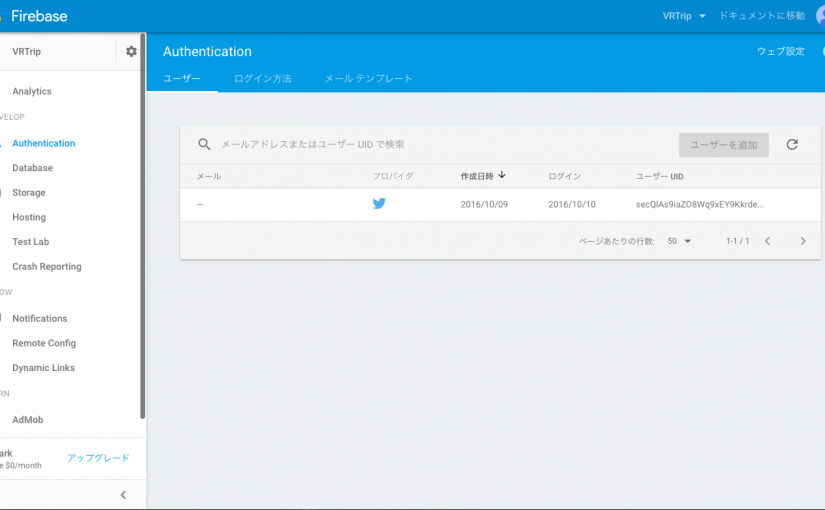 Firebase
VRTrip
ドキュメントに移動
VRTrip
Authentication
ウェブ設定
ユーザー
ログイン方法
メール テンプレート
Analytics
VELOP
Authentication
Database
Storage
Hosting
Test Lab
Crash Reporting
OW
Notifications
Remote Config
Dynamic Links
RN
AdMob
ark
e $0/month
アップグレード
メールアドレスまたはユーザー UID で検索
ユーザーを追加
メール
プロバイダ
作成日時
ログイン
ユーザー UID
—
2016/10/09
2016/10/10
secQIAs9iaZO8Wq9xEY9Kkrde...
ページあたりの行数:
50
1-1 / 1